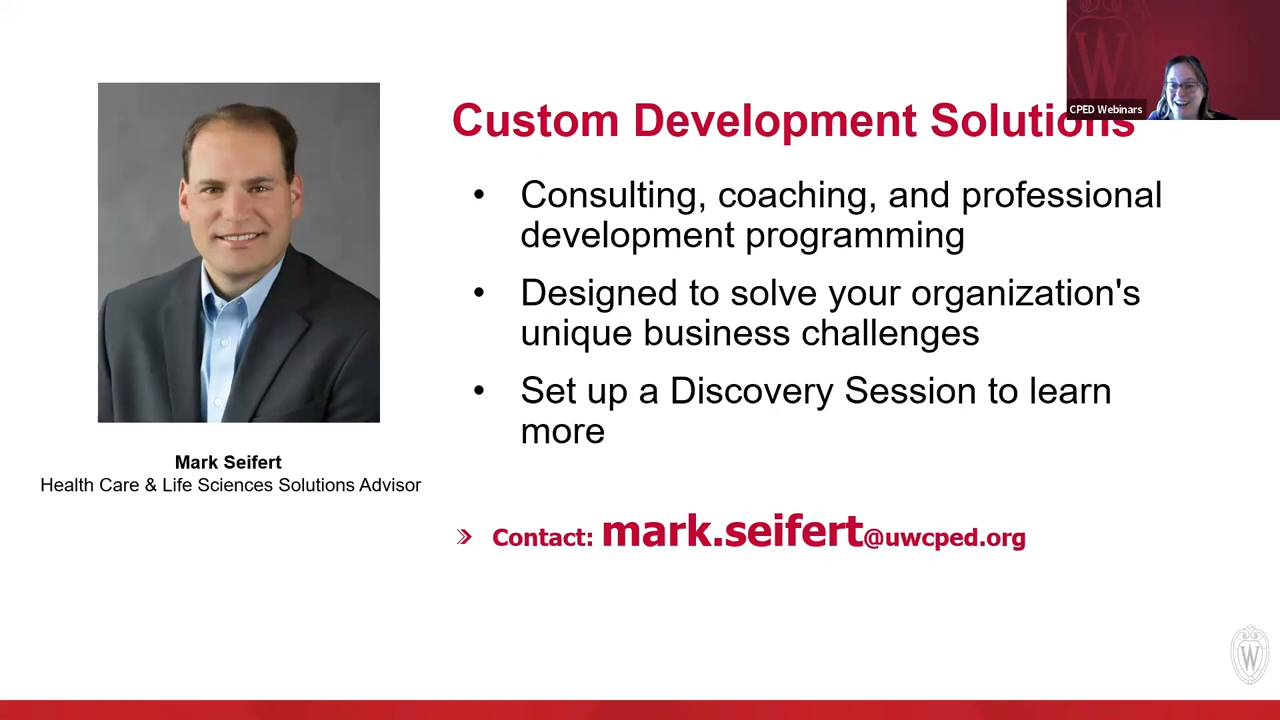 W
CPED Webinars
Custom Development Solutions
• Consulting, coaching, and professional
development programming
• Designed to solve your organization's
unique business challenges
• Set up a Discovery Session to learn
more
Mark Seifert
Health Care & Life Sciences Solutions Advisor
Contact: mark.seifert@uwcped.org
W